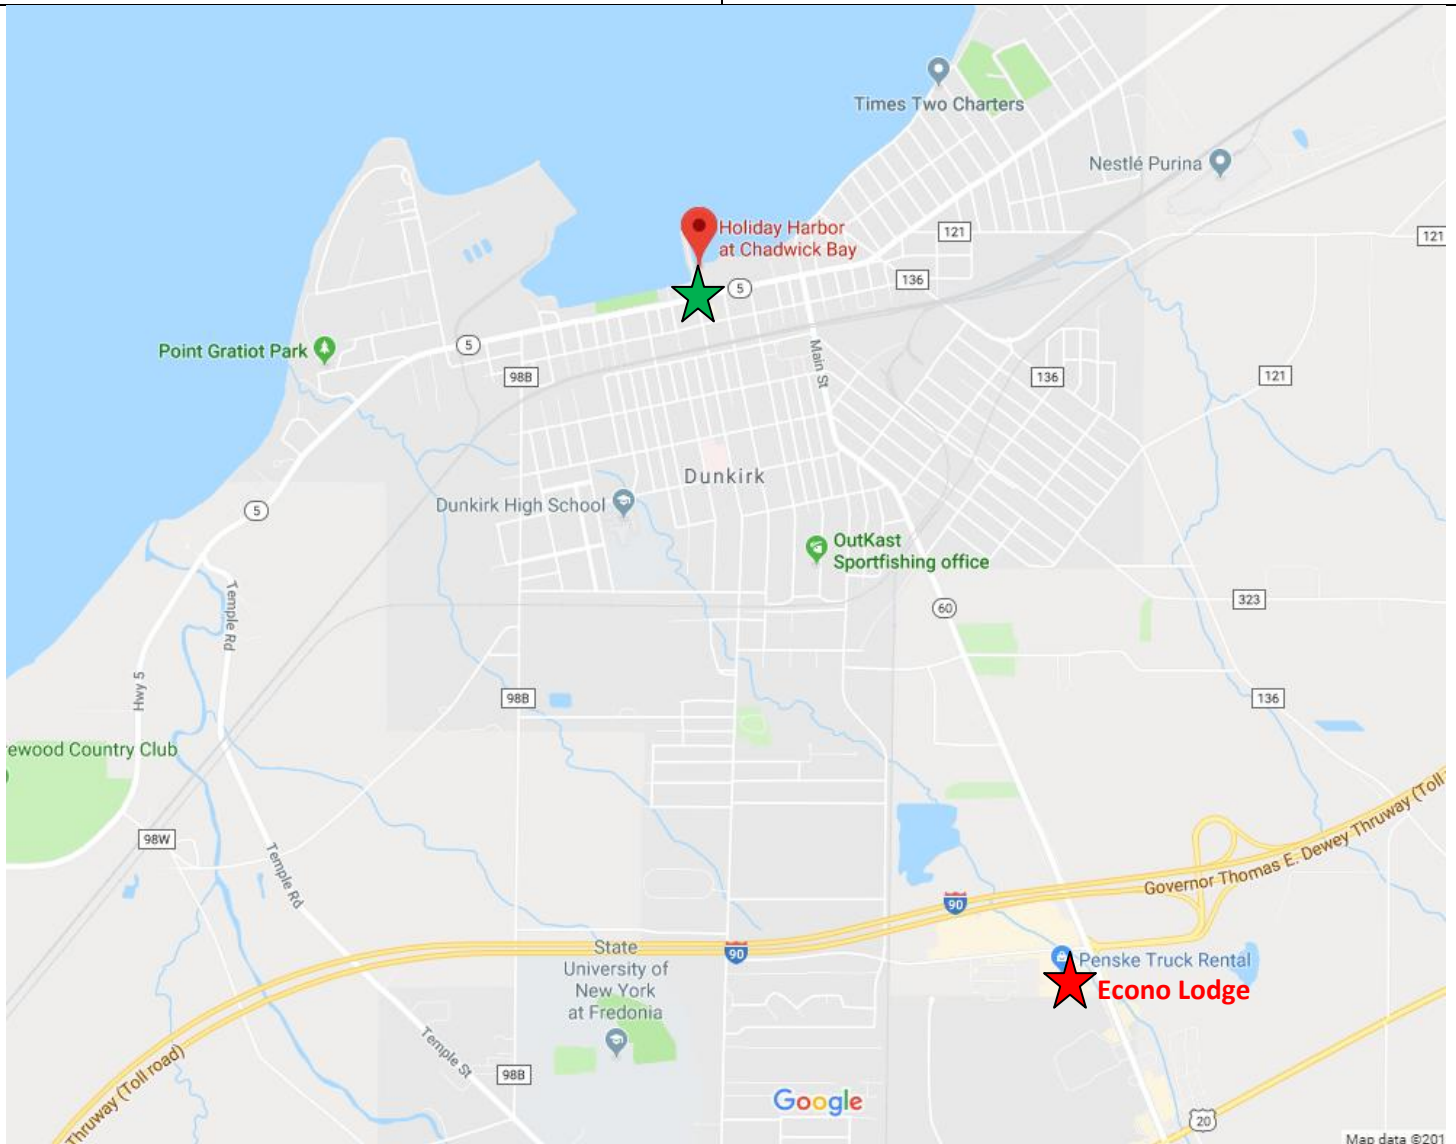 Times Two Charters
Nestlé Purina
Holiday Harbor
at Chadwick Bay
121
121
136
5
Point Gratiot Park
5
98B
Main St
136
121
Dunkirk
Dunkirk High School
5
OutKast
Sportfishing office
Temple Rd
60
323
Hwy 5
98B
136
ewood Country Club
98W
Temple Rd
Governor Thomas E. Dewey Thruway (Toll
90
90
State
University of
New York
at Fredonia
Penske Truck Rental
Econo Lodge
Temple St
Thruway (Toll road)
98B
Google
20
Map data ©201